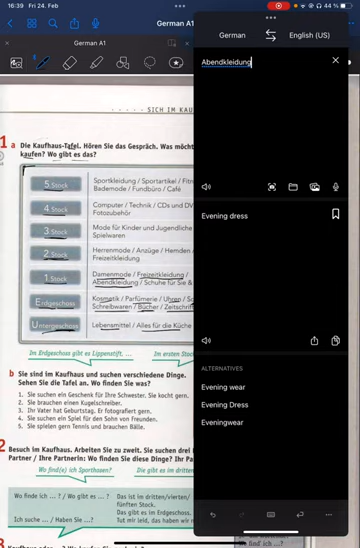 16:39 Fri 24. Feb.
44 %
German A1
German A1
SICH IM KAU
1 a Die Kaufhaus-Tafel. Hören Sie das Gespräch. Was möcht
kaufen? Wo gibt es das?
5. Stock
Sportkleidung / Sportartikel / Fitn
Bademode / Fundbüro / Café
4. Stock
Computer / Technik / CDs und DV
Fotozubehör
3. Stock
Mode für Kinder und Jugendliche
Spielwaren
2. Stock
Herrenmode / Anzüge / Hemden /
Freizeitkleidung
1. Stock
Damenmode / Freizeitkleidung /
Abendkleidung / Schuhe für Sie &
Erdgeschoss
Kosmetik / Parfümerie / Uhren / Sc
Schreibwaren / Bücher / Zeitschrift
Untergeschoss
Lebensmittel / Alles für die Küche
Im Erdgeschoss gibt es Lippenstift, ...
Im ersten Stock
b Sie sind im Kaufhaus und suchen verschiedene Dinge.
Sehen Sie die Tafel an. Wo finden Sie was?
1. Sie suchen ein Geschenk für Ihre Schwester. Sie kocht gern.
2. Sie brauchen einen Kugelschreiber.
3. Ihr Vater hat Geburtstag. Er fotografiert gern.
4. Sie suchen ein Spiel für den Sohn von Freunden.
5. Sie spielen gern Tennis und brauchen Bälle.
2 Besuch im Kaufhaus. Arbeiten Sie zu zweit. Sie suchen drei
Partner / Ihre Partnerin: Wo finden Sie diese Dinge? Ihr Pa
Wo find(e) ich Sporthosen?
Die gibt es im dritten
Wo finde ich ... ? / Wo gibt es ... ?
Das ist im dritten/vierten/
fünften Stock.
Das gibt es im Erdgeschoss.
Ich suche ... / Haben Sie ...?
Tut mir leid, das haben wir n
German
English (US)
Abendkleidung
Evening dress
ALTERNATIVES
Evening wear
Evening Dress
Eveningwear